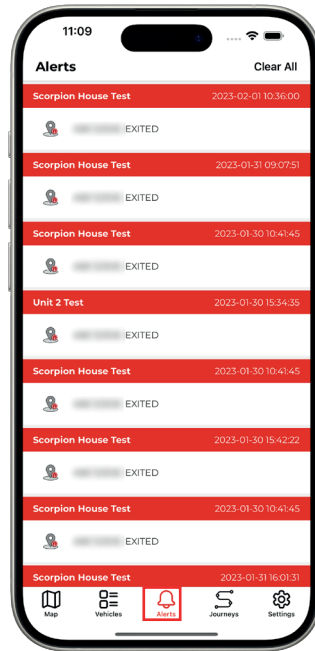 11:09
Alerts Clear All
Scorpion House Test 2023-02-01 10:36:00
EXITED
Scorpion House Test 2023-01-31 09:07:51
EXITED
Scorpion House Test 2023-01-30 10:41:45
EXITED
Unit 2 Test 2023-01-30 15:34:35
EXITED
Scorpion House Test 2023-01-30 10:41:45
EXITED
Scorpion House Test 2023-01-30 15:42:22
EXITED
Scorpion House Test 2023-01-30 10:41:45
EXITED
Scorpion House Test 2023-01-31 16:01:31
Map Vehicles Alerts Journeys Settings